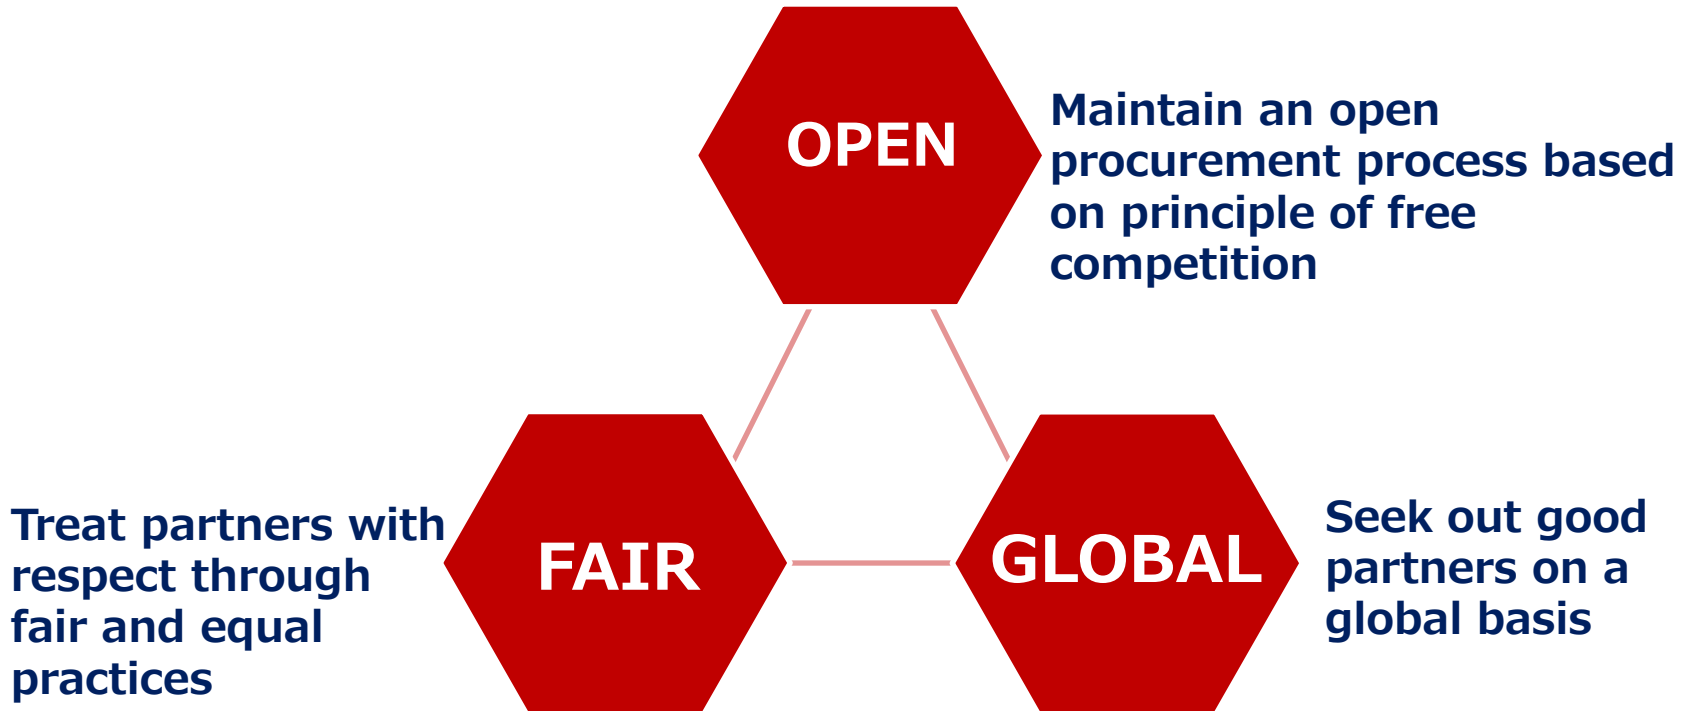 OPEN
Maintain an open
procurement process based
on principle of free
competition
Treat partners with
respect through
fair and equal
practices
FAIR
GLOBAL
Seek out good
partners on a
global basis